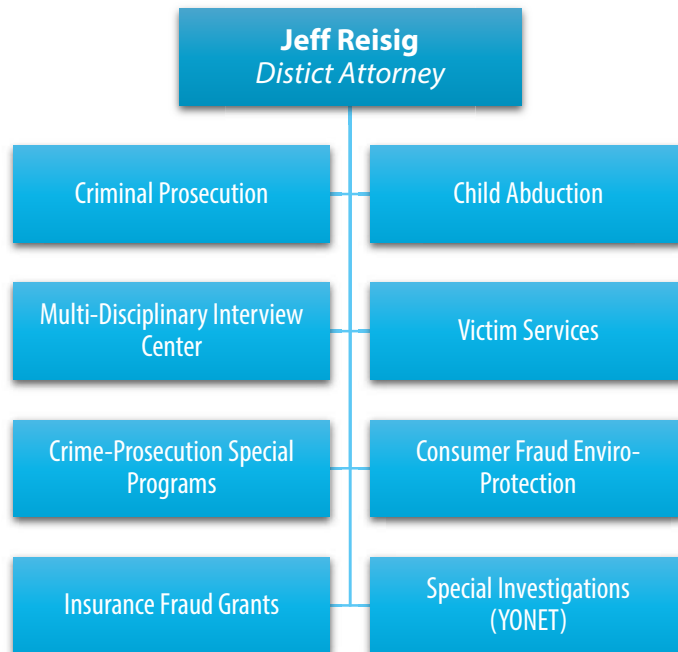 Jeff Reisig
Distict Attorney
Criminal Prosecution
Child Abduction
Multi-Disciplinary Interview
Center
Victim Services
Crime-Prosecution Special
Programs
Consumer Fraud Enviro-
Protection
Insurance Fraud Grants
Special Investigations
(YONET)